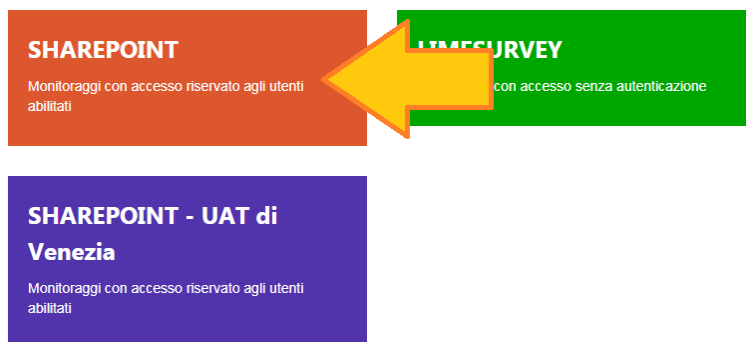 SHAREPOINT
Monitoraggi con accesso riservato agli utenti
abilitati
LIMESURVEY
con accesso senza autenticazione
SHAREPOINT - UAT di
Venezia
Monitoraggi con accesso riservato agli utenti
abilitati